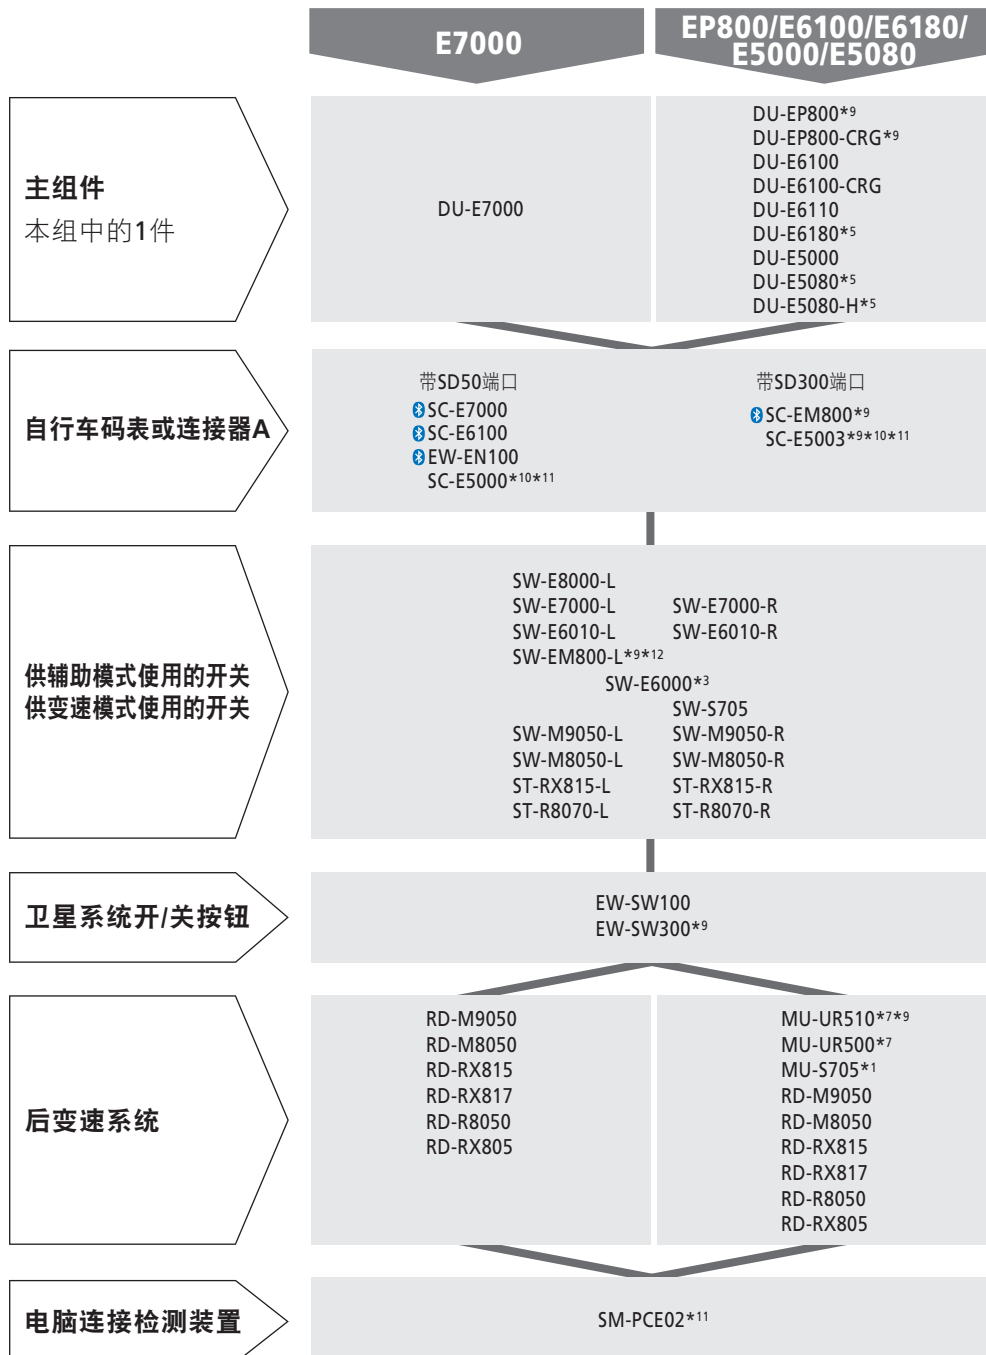 E7000
EP800/E6100/E6180/
E5000/E5080
主组件
本组中的1件
DU-E7000
DU-EP800*9
DU-EP800-CRG*9
DU-E6100
DU-E6100-CRG
DU-E6110
DU-E6180*5
DU-E5000
DU-E5080*5
DU-E5080-H*5
自行车码表或连接器A
带SD50端口
SC-E7000
SC-E6100
EW-EN100
SC-E5000*10*11
带SD300端口
SC-EM800*9
SC-E5003*9*10*11
供辅助模式使用的开关
供变速模式使用的开关
SW-E8000-L
SW-E7000-L SW-E7000-R
SW-E6010-L SW-E6010-R
SW-EM800-L*9*12
SW-E6000*3
SW-S705
SW-M9050-L SW-M9050-R
SW-M8050-L SW-M8050-R
ST-RX815-L ST-RX815-R
ST-R8070-L ST-R8070-R
卫星系统开/关按钮
EW-SW100
EW-SW300*9
后变速系统
RD-M9050
RD-M8050
RD-RX815
RD-RX817
RD-R8050
RD-RX805
MU-UR510*7*9
MU-UR500*7
MU-S705*1
RD-M9050
RD-M8050
RD-RX815
RD-RX817
RD-R8050
RD-RX805
电脑连接检测装置
SM-PCE02*11